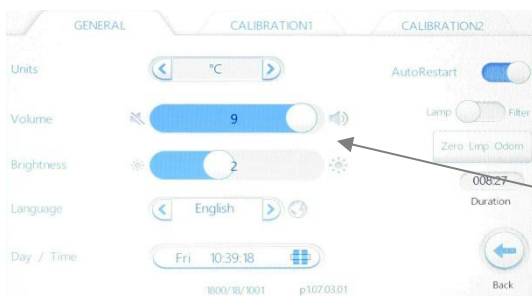 GENERAL CALIBRATION1 CALIBRATION2
Units °C AutoRestart
Volume 9 Lamp Filter
Zero Lmp Odom
Brightness 2
008:27
Language English Duration
Day / Time Fri 10:39:18
Back
1800/18/1001 p107.03.01